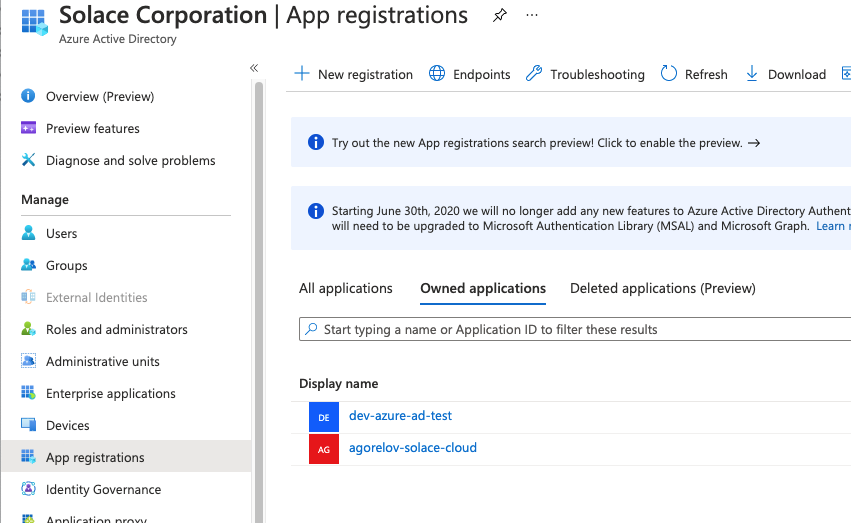 Solace Corporation | App registrations
Azure Active Directory
New registration
Endpoints
Troubleshooting
Refresh
Download
Overview (Preview)
Preview features
Diagnose and solve problems
Manage
Users
Groups
External Identities
Roles and administrators
Administrative units
Enterprise applications
Devices
App registrations
Identity Governance
Application proxy
Try out the new App registrations search preview! Click to enable the preview.
Starting June 30th, 2020 we will no longer add any new features to Azure Active Directory Authent
will need to be upgraded to Microsoft Authentication Library (MSAL) and Microsoft Graph. Learn
All applications
Owned applications
Deleted applications (Preview)
Start typing a name or Application ID to filter these results
Display name
DE dev-azure-ad-test
AG agorelov-solace-cloud